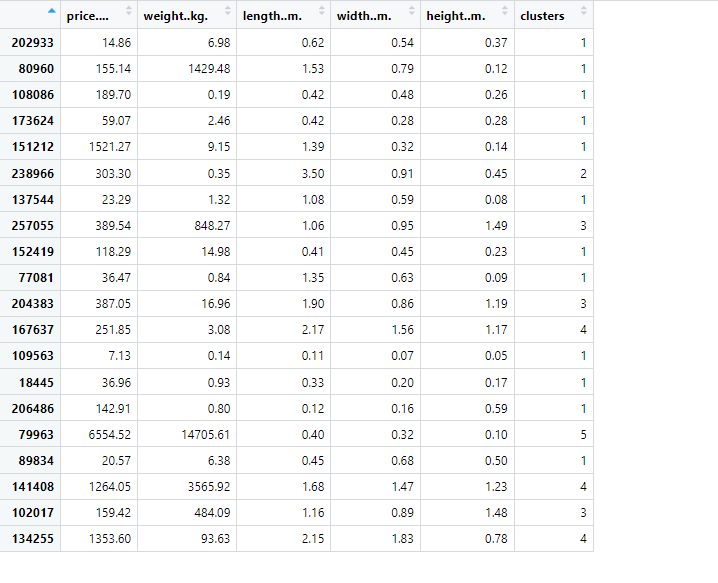 price.... weight..kg. length..m. width..m. height..m. clusters
202933 14.86 6.98 0.62 0.54 0.37 1
80960 155.14 1429.48 1.53 0.79 0.12 1
108086 189.70 0.19 0.42 0.48 0.26 1
173624 59.07 2.46 0.42 0.28 0.28 1
151212 1521.27 9.15 1.39 0.32 0.14 1
238966 303.30 0.35 3.50 0.91 0.45 2
137544 23.29 1.32 1.08 0.59 0.08 1
257055 389.54 848.27 1.06 0.95 1.49 3
152419 118.29 14.98 0.41 0.45 0.23 1
77081 36.47 0.84 1.35 0.63 0.09 1
204383 387.05 16.96 1.90 0.86 1.19 3
167637 251.85 3.08 2.17 1.56 1.17 4
109563 7.13 0.14 0.11 0.07 0.05 1
18445 36.96 0.93 0.33 0.20 0.17 1
206486 142.91 0.80 0.12 0.16 0.59 1
79963 6554.52 14705.61 0.40 0.32 0.10 5
89834 20.57 6.38 0.45 0.68 0.50 1
141408 1264.05 3565.92 1.68 1.47 1.23 4
102017 159.42 484.09 1.16 0.89 1.48 3
134255 1353.60 93.63 2.15 1.83 0.78 4